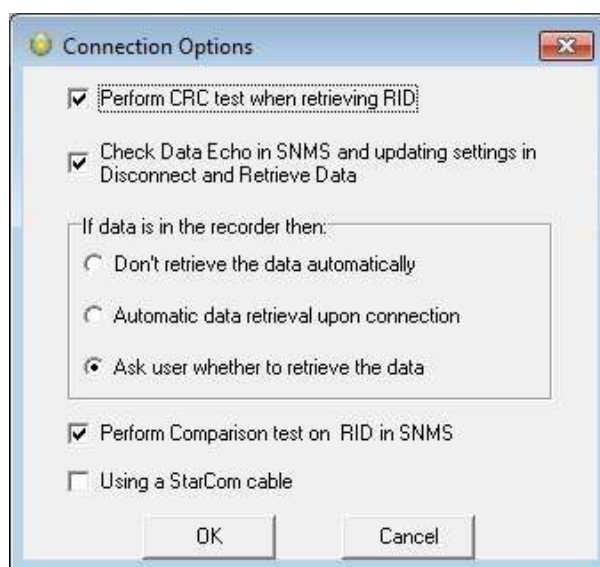 Connection Options
Perform CRC test when retrieving RID
Check Data Echo in SNMS and updating settings in
Disconnect and Retrieve Data
If data is in the recorder then:
Don't retrieve the data automatically
Automatic data retrieval upon connection
Ask user whether to retrieve the data
Perform Comparison test on  RID in SNMS
Using a StarCom cable
OK
Cancel